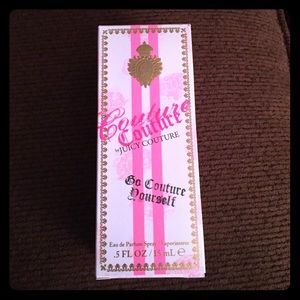 Couture
Couture
by JUICY COUTURE
Go Couture
Yourself
Eau de Parfum Spray Vaporisateur
.5 FL OZ / 15 mL e